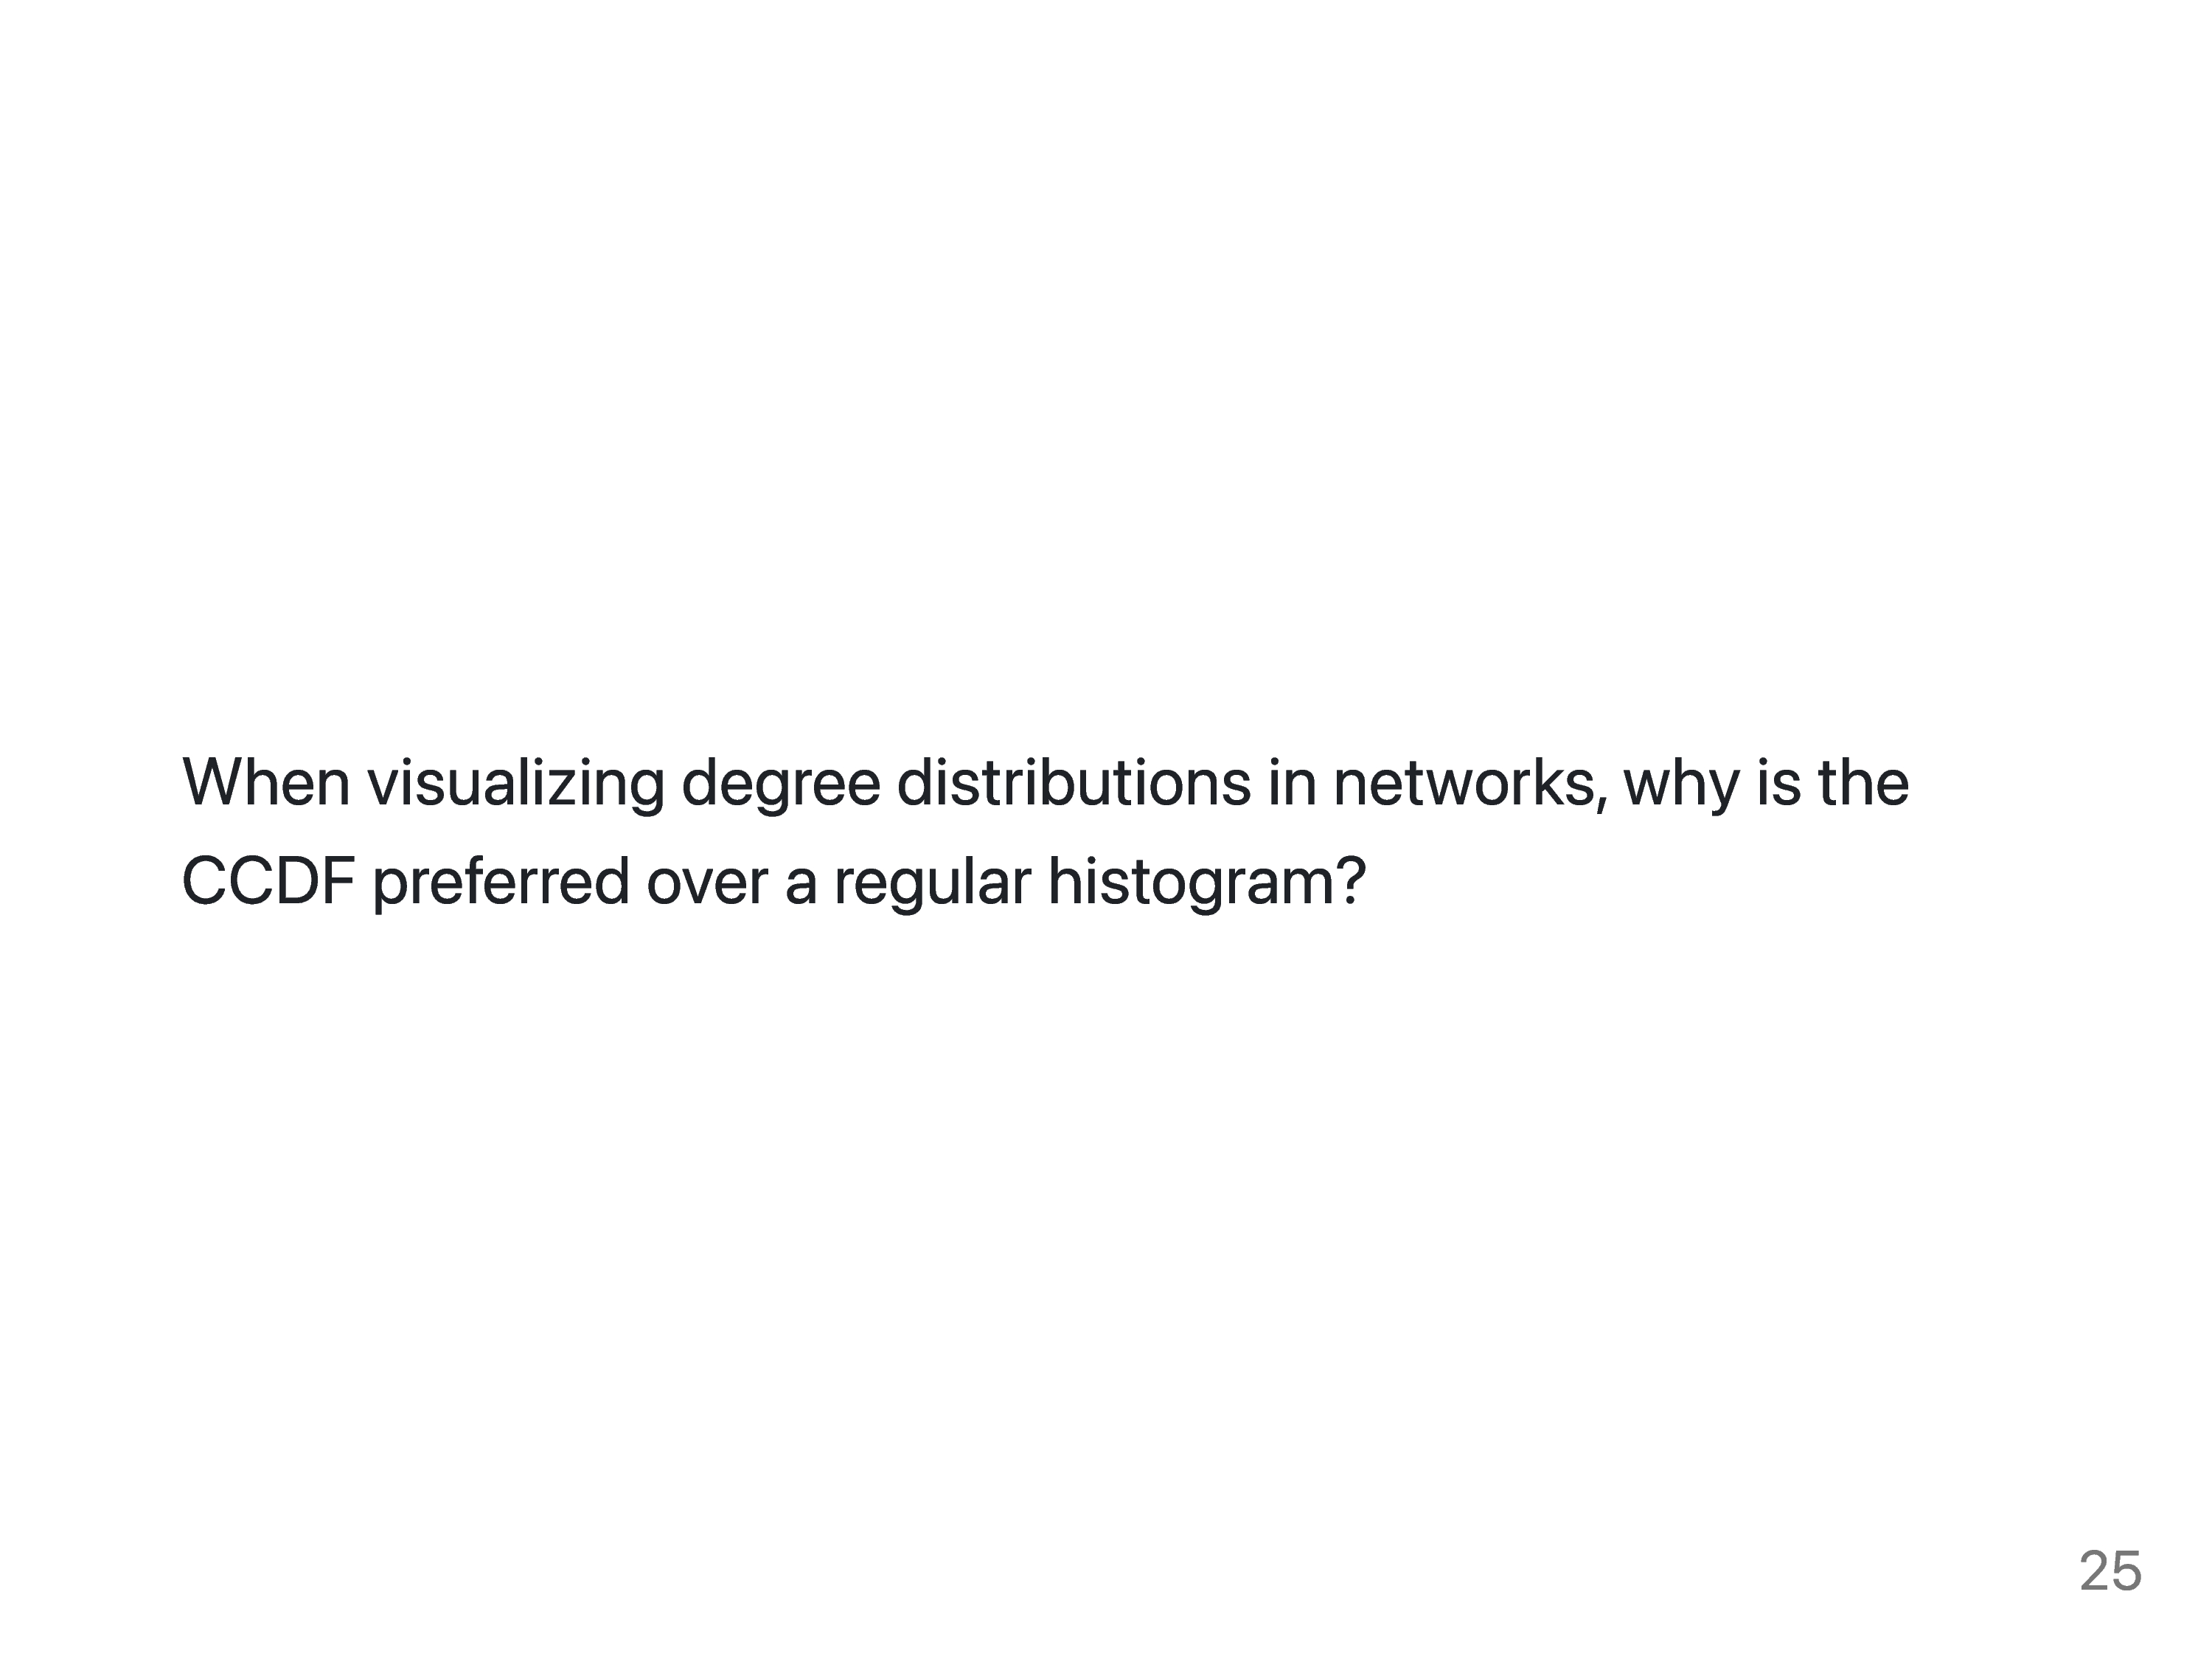 When visualizing degree distributions in networks, why is the
CCDF preferred over a regular histogram?
25